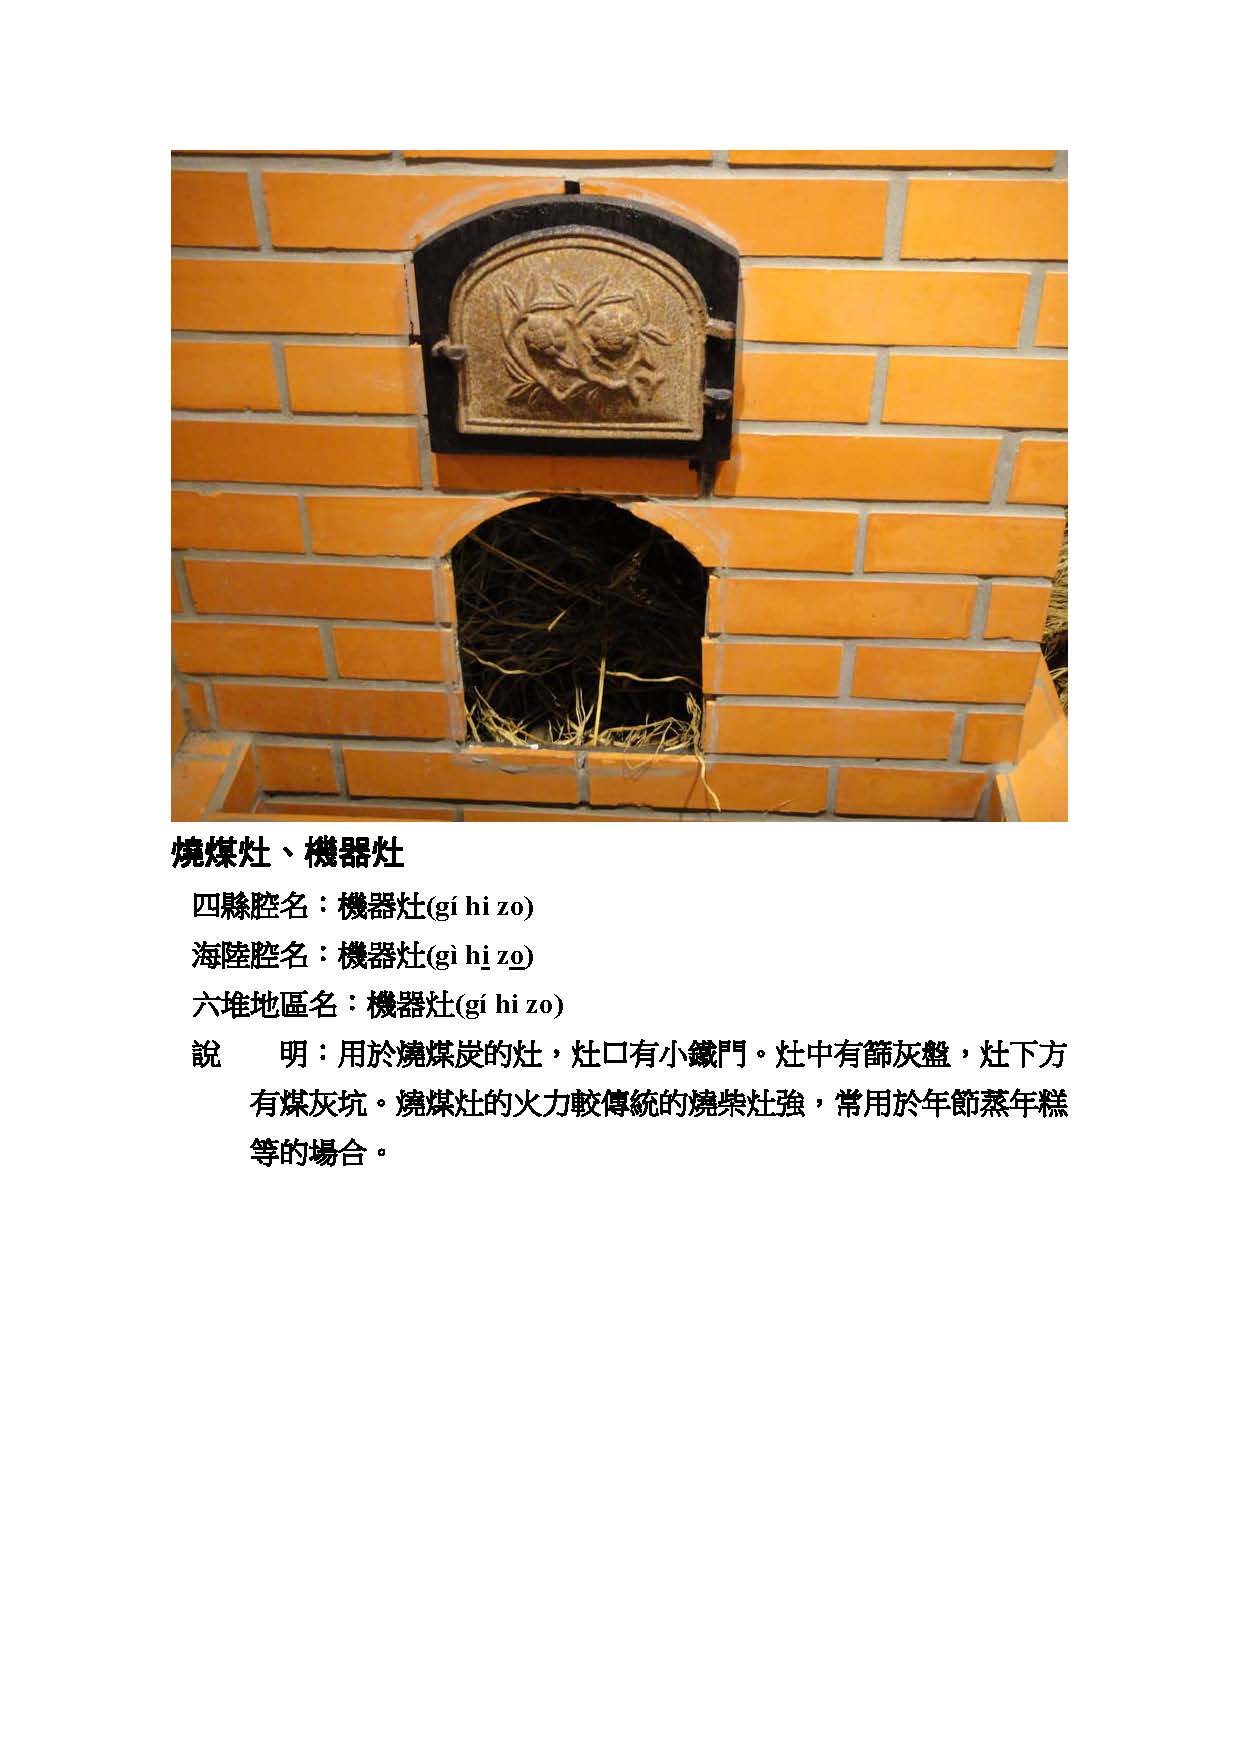 燒煤灶、機器灶
四縣腔名：機器灶(gí hi zo)
海陸腔名：機器灶(gì hi zo)
六堆地區名：機器灶(gí hi zo)
說　　明：用於燒煤炭的灶，灶口有小鐵門。灶中有篩灰盤，灶下方
有煤灰坑。燒煤灶的火力較傳統的燒柴灶強，常用於年節蒸年糕
等的場合。